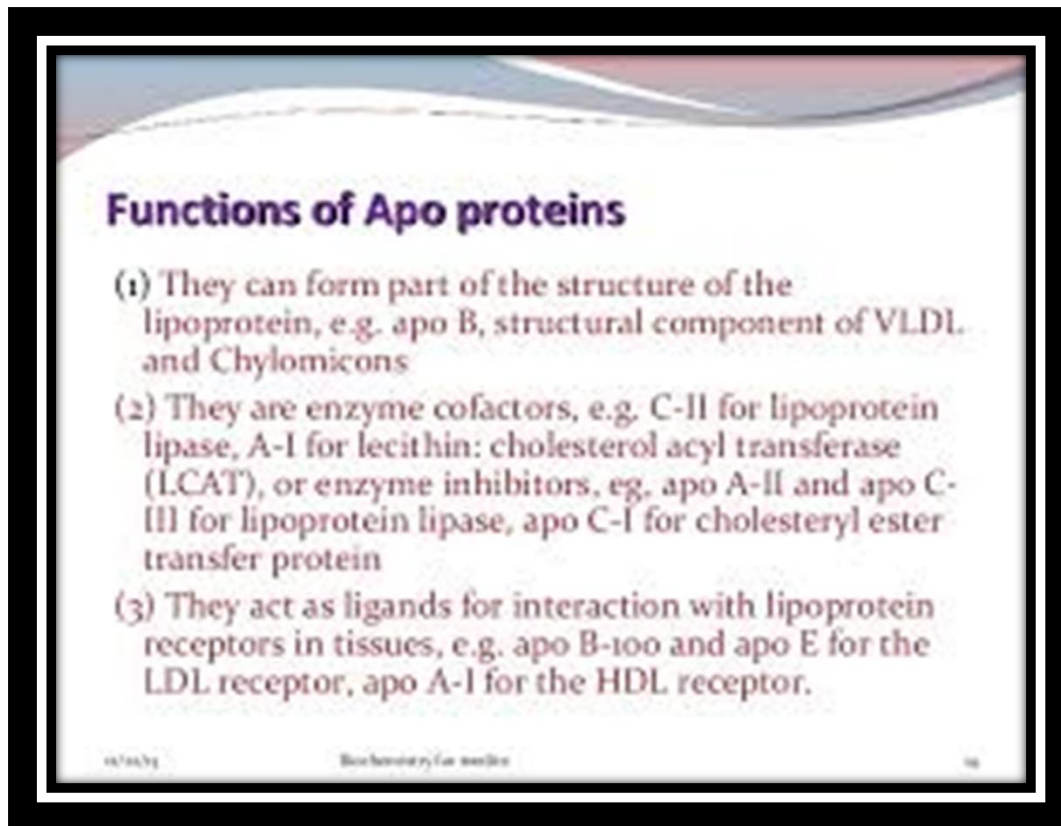 Functions of Apo proteins
(1) They can form part of the structure of the
lipoprotein, e.g. apo B, structural component of VLDL
and Chylomicons
(2) They are enzyme cofactors, e.g. C-II for lipoprotein
lipase, A-I for lecithin: cholesterol acyl transferase
(LCAT), or enzyme inhibitors, eg, apo A-II and apo C-
III for lipoprotein lipase, apo C-I for cholesteryl ester
transfer protein
(3) They act as ligands for interaction with lipoprotein
receptors in tissues, e.g. apo B-100 and apo E for the
LDL receptor, apo A-I for the HDL receptor.
Biochemistry for medics